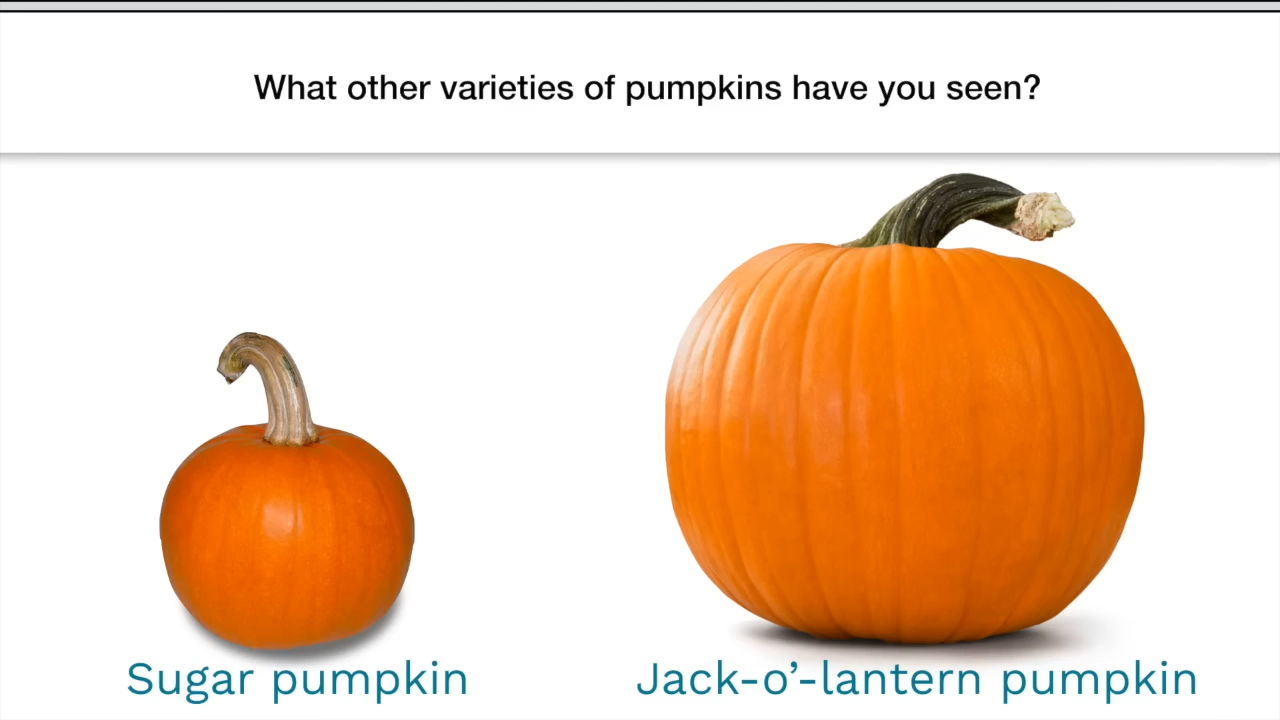 What other varieties of pumpkins have you seen?
Sugar pumpkin
Jack-o’-lantern pumpkin